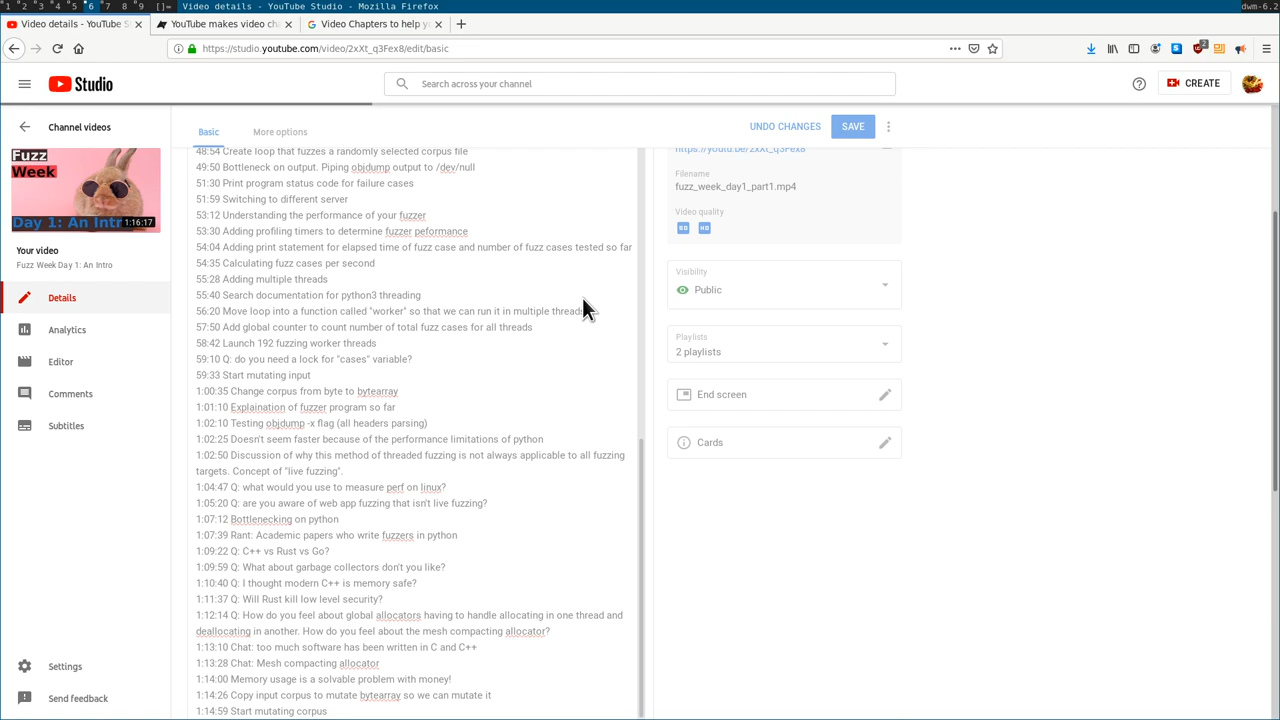 1 2 3 4 5 6 7 8 9 []= Video details - YouTube Studio - Mozilla Firefox dwm-6.2
Video details - YouTube S
YouTube makes video ch
Video Chapters to help y
https://studio.youtube.com/video/2xXt_q3Fex8/edit/basic
2
Studio
Search across your channel
CREATE
Channel videos
Basic
More options
UNDO CHANGES
SAVE
Fuzz
Week
Day 1: An Intr
1:16:17
Your video
Fuzz Week Day 1: An Intro
Details
Analytics
Editor
Comments
Subtitles
Settings
Send feedback
48:54 Create loop that fuzzes a randomly selected corpus file
49:50 Bottleneck on output. Piping objdump output to /dev/null
51:30 Print program status code for failure cases
51:59 Switching to different server
53:12 Understanding the performance of your fuzzer
53:30 Adding profiling timers to determine fuzzer peformance
54:04 Adding print statement for elapsed time of fuzz case and number of fuzz cases tested so far
54:35 Calculating fuzz cases per second
55:28 Adding multiple threads
55:40 Search documentation for python3 threading
56:20 Move loop into a function called "worker" so that we can run it in multiple threads
57:50 Add global counter to count number of total fuzz cases for all threads
58:42 Launch 192 fuzzing worker threads
59:10 Q: do you need a lock for "cases" variable?
59:33 Start mutating input
1:00:35 Change corpus from byte to bytearray
1:01:10 Explaination of fuzzer program so far
1:02:10 Testing objdump -x flag (all headers parsing)
1:02:25 Doesn't seem faster because of the performance limitations of python
1:02:50 Discussion of why this method of threaded fuzzing is not always applicable to all fuzzing
targets. Concept of "live fuzzing".
1:04:47 Q: what would you use to measure perf on linux?
1:05:20 Q: are you aware of web app fuzzing that isn't live fuzzing?
1:07:12 Bottlenecking on python
1:07:39 Rant: Academic papers who write fuzzers in python
1:09:22 Q: C++ vs Rust vs Go?
1:09:59 Q: What about garbage collectors don't you like?
1:10:40 Q: I thought modern C++ is memory safe?
1:11:37 Q: Will Rust kill low level security?
1:12:14 Q: How do you feel about global allocators having to handle allocating in one thread and
deallocating in another. How do you feel about the mesh compacting allocator?
1:13:10 Chat: too much software has been written in C and C++
1:13:28 Chat: Mesh compacting allocator
1:14:00 Memory usage is a solvable problem with money!
1:14:26 Copy input corpus to mutate bytearray so we can mutate it
1:14:59 Start mutating corpus
https://youtu.be/2xXt_q3Fex8
Filename
fuzz_week_day1_part1.mp4
Video quality
SD HD
Visibility
Public
Playlists
2 playlists
End screen
Cards